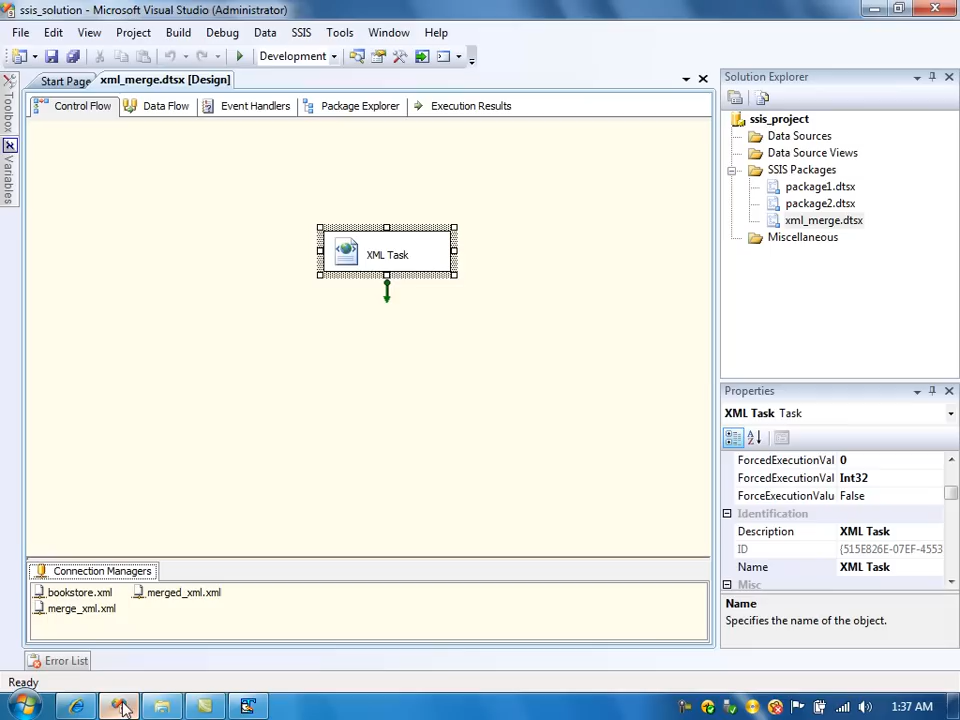 ssis_solution - Microsoft Visual Studio (Administrator)
File Edit View Project Build Debug Data SSIS Tools Window Help
Development
Start Page xml_merge.dtsx [Design]
Control Flow Data Flow Event Handlers Package Explorer Execution Results
Toolbox
Variables
XML Task
Connection Managers
bookstore.xml merged_xml.xml
merge_xml.xml
Error List
Ready
Solution Explorer
ssis_project
Data Sources
Data Source Views
SSIS Packages
package1.dtsx
package2.dtsx
xml_merge.dtsx
Miscellaneous
Properties
XML Task Task
ForcedExecutionVal 0
ForcedExecutionVal Int32
ForceExecutionValu False
Identification
Description XML Task
ID {515E826E-07EF-4553
Name XML Task
Misc
Name
Specifies the name of the object.
1:37 AM